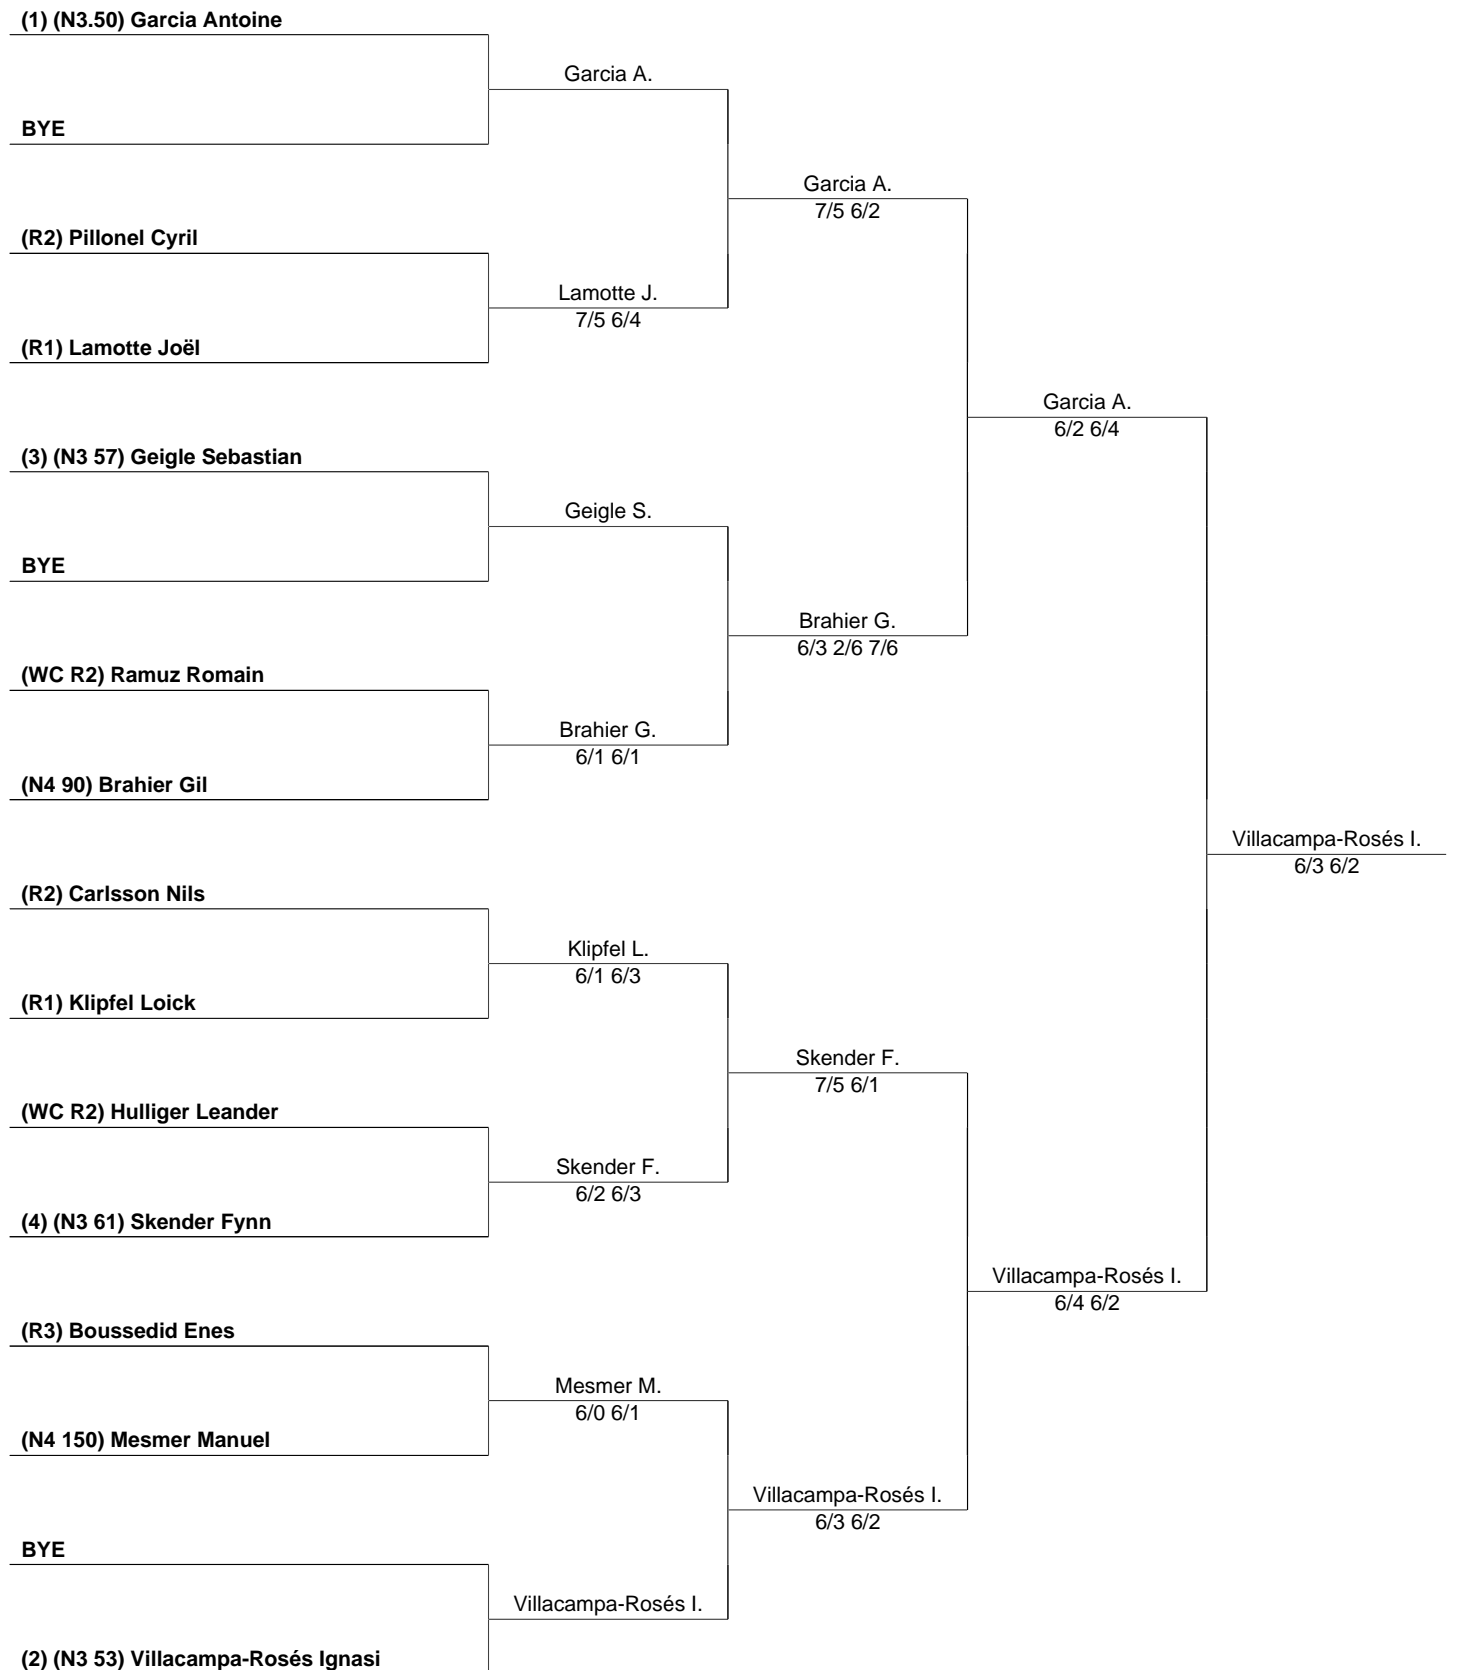 (1) (N3.50) Garcia Antoine
Garcia A.
BYE
Garcia A.
7/5 6/2
(R2) Pillonel Cyril
Lamotte J.
7/5 6/4
(R1) Lamotte Joël
Garcia A.
6/2 6/4
(3) (N3 57) Geigle Sebastian
Geigle S.
BYE
Brahier G.
6/3 2/6 7/6
(WC R2) Ramuz Romain
Brahier G.
6/1 6/1
(N4 90) Brahier Gil
Villacampa-Rosés I.
6/3 6/2
(R2) Carlsson Nils
Klipfel L.
6/1 6/3
(R1) Klipfel Loick
Skender F.
7/5 6/1
(WC R2) Hulliger Leander
Skender F.
6/2 6/3
(4) (N3 61) Skender Fynn
Villacampa-Rosés I.
6/4 6/2
(R3) Boussedid Enes
Mesmer M.
6/0 6/1
(N4 150) Mesmer Manuel
Villacampa-Rosés I.
6/3 6/2
BYE
Villacampa-Rosés I.
(2) (N3 53) Villacampa-Rosés Ignasi